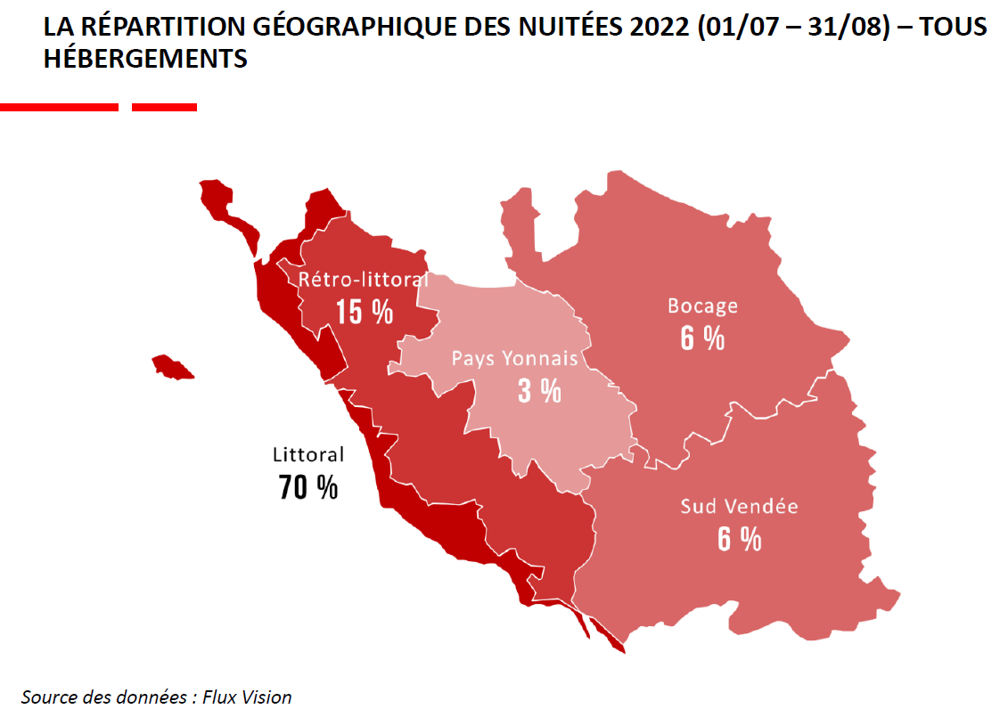 LA RÉPARTITION GÉOGRAPHIQUE DES NUITÉES 2022 (01/07 – 31/08) – TOUS
HÉBERGEMENTS
Rétro-littoral
15 %
Bocage
6 %
Pays Yonnais
3 %
Littoral
70 %
Sud Vendée
6 %
Source des données : Flux Vision